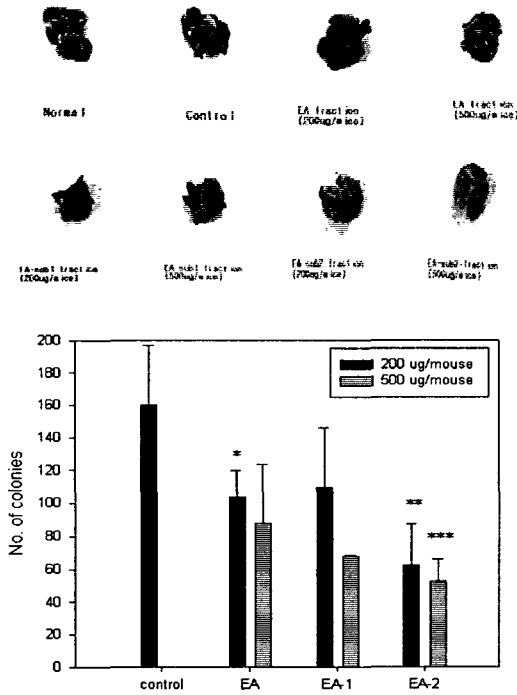 Normal
Control
EA fraction
(200ug/mice)
EA fraction
(500ug/mice)
EA-sub1 fraction
(200ug/mice)
EA-sub1 fraction
(500ug/mice)
EA-sub2 fraction
(200ug/mice)
EA-sub2-fraction
(500ug/mice)
200
180
160
140
120
100
80
60
40
20
0
No. of colonies
200 ug/mouse
500 ug/mouse
*
**
***
control
EA
EA-1
EA-2